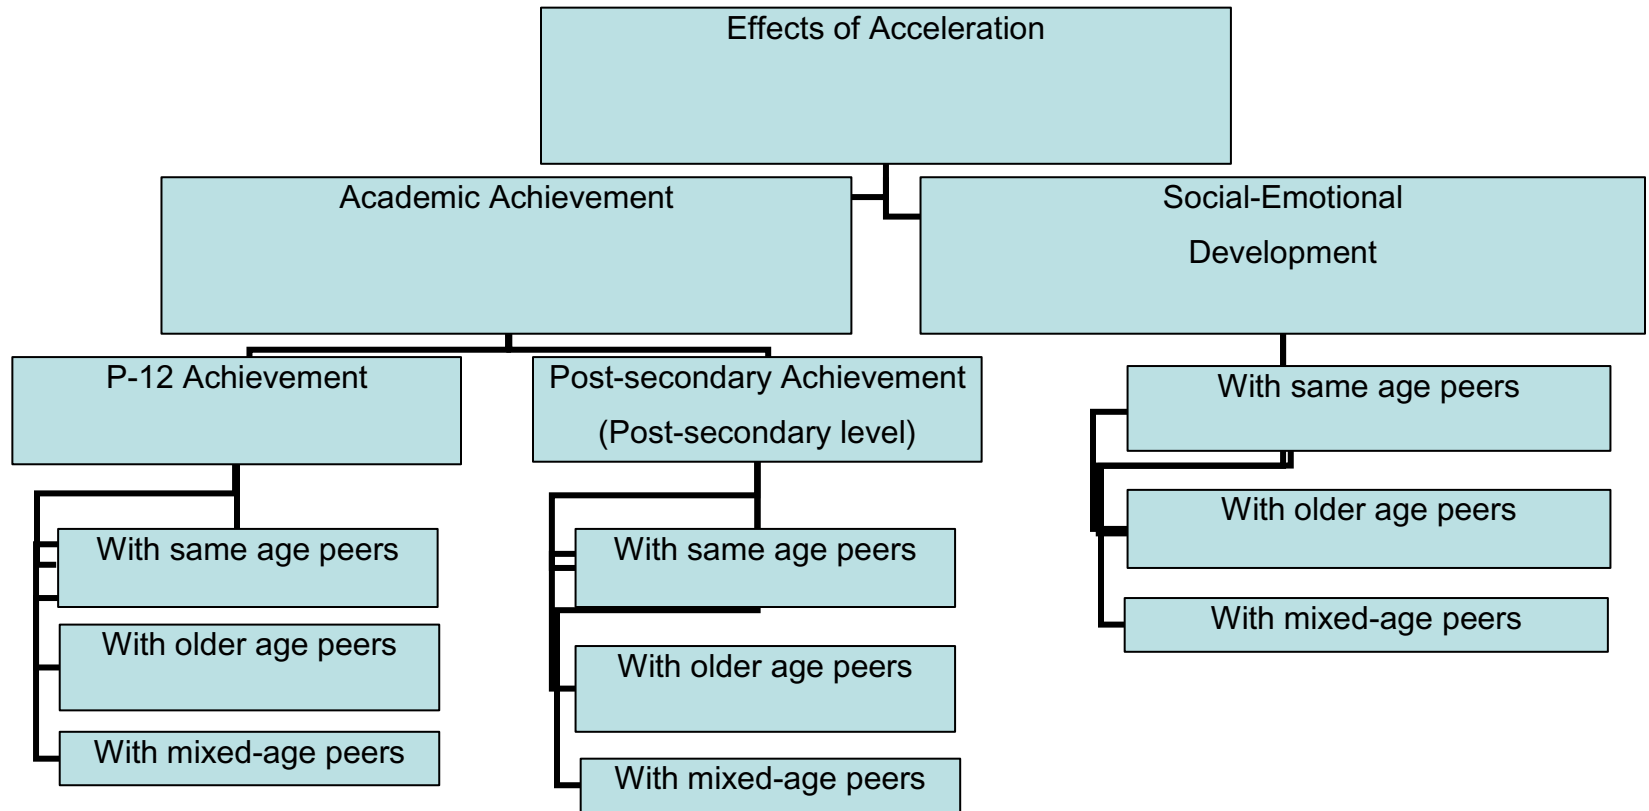 Effects of Acceleration
Academic Achievement
Social-Emotional
Development
P-12 Achievement
Post-secondary Achievement
(Post-secondary level)
With same age peers
With older age peers
With mixed-age peers
With same age peers
With older age peers
With mixed-age peers
With same age peers
With older age peers
With mixed-age peers